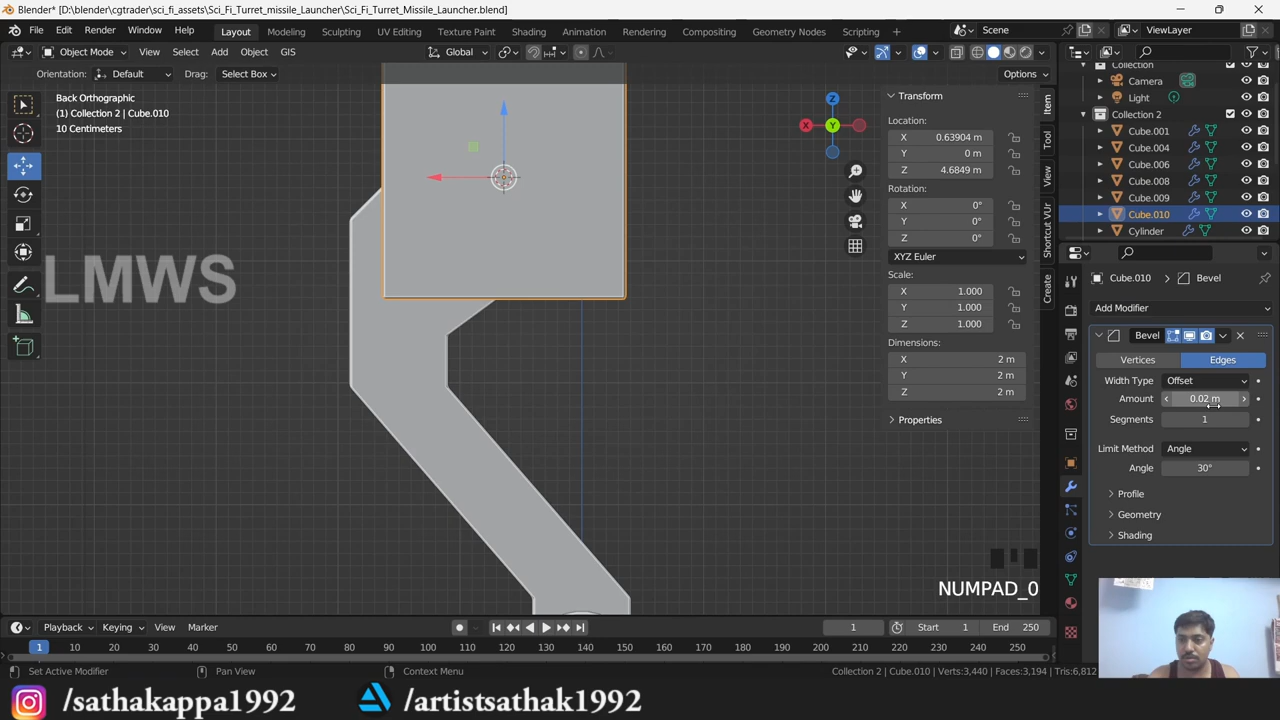 Blender* [D:\blender\cgtrader\sci_fi_assets\Sci_Fi_Turret_missile_Launcher\Sci_Fi_Turret_Missile_Launcher.blend]
File Edit Render Window Help Layout Modeling Sculpting UV Editing Texture Paint Shading Animation Rendering Compositing Geometry Nodes Scripting + Scene ViewLayer
Object Mode View Select Add Object GIS Global
Orientation: Default Drag: Select Box Options
Back Orthographic
(1) Collection 2 | Cube.010
10 Centimeters
LMWS
Z
X
Y
Transform
Location:
X 0.63904 m
Y 0 m
Z 4.6849 m
Rotation:
X 0°
Y 0°
Z 0°
XYZ Euler
Scale:
X 1.000
Y 1.000
Z 1.000
Dimensions:
X 2 m
Y 2 m
Z 2 m
Properties
Item
Tool
View
Shortcut VUr
Create
Collection
Camera
Light
Collection 2
Cube.001
Cube.004
Cube.006
Cube.008
Cube.009
Cube.010
Cylinder
Cube.010 Bevel
Add Modifier
Bevel
Vertices Edges
Width Type Offset
Amount 0.02 m
Segments 1
Limit Method Angle
Angle 30°
Profile
Geometry
Shading
NUMPAD_0
Playback Keying View Marker 1 Start 1 End 250
1 10 20 30 40 50 60 70 80 90 100 110 120 130 140 150 160 170 180 190 200 210 220 230 240 250
Set Active Modifier Pan View Context Menu Collection 2 | Cube.010 | Verts:3,440 | Faces:3,194 | Tris:6,812
/sathakappa1992 /artistsathak1992